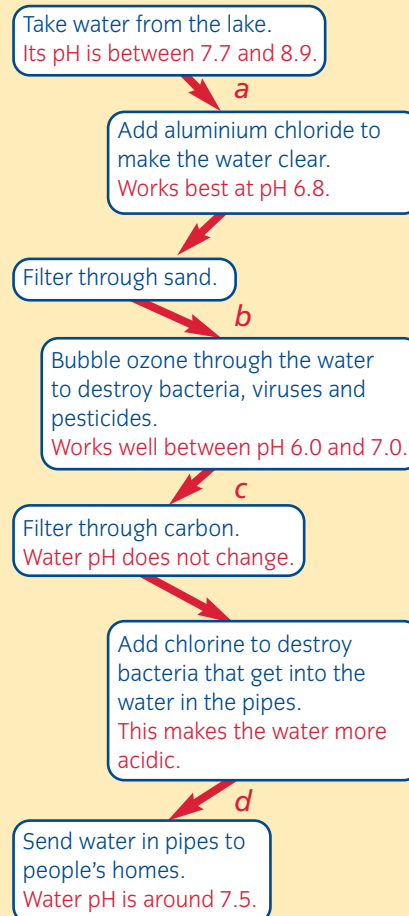 Take water from the lake.
Its pH is between 7.7 and 8.9.
a
Add aluminium chloride to
make the water clear.
Works best at pH 6.8.
Filter through sand.
b
Bubble ozone through the water
to destroy bacteria, viruses and
pesticides.
Works well between pH 6.0 and 7.0.
c
Filter through carbon.
Water pH does not change.
Add chlorine to destroy
bacteria that get into the
water in the pipes.
This makes the water more
acidic.
d
Send water in pipes to
people's homes.
Water pH is around 7.5.